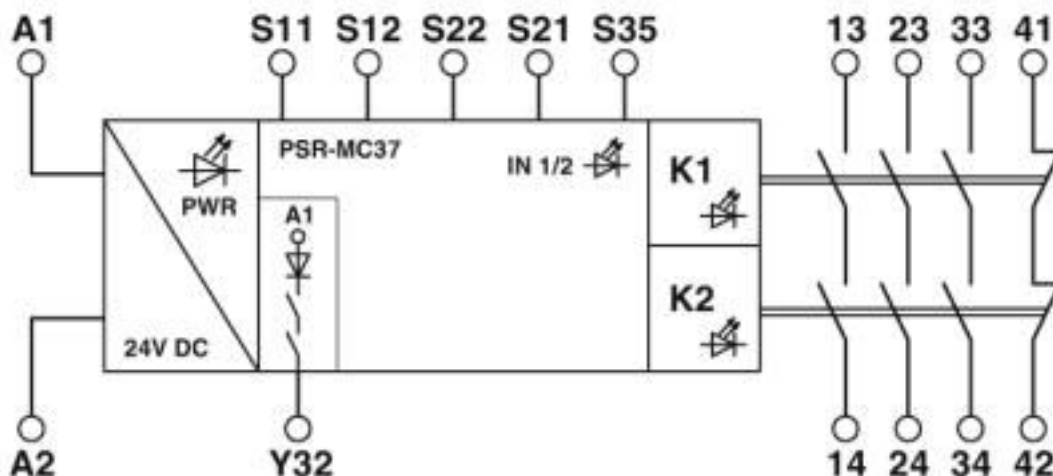 A1 S11 S12 S22 S21 S35 13 23 33 41
PSR-MC37
IN 1/2
K1
PWR
A1
K2
24V DC
A2 Y32 14 24 34 42